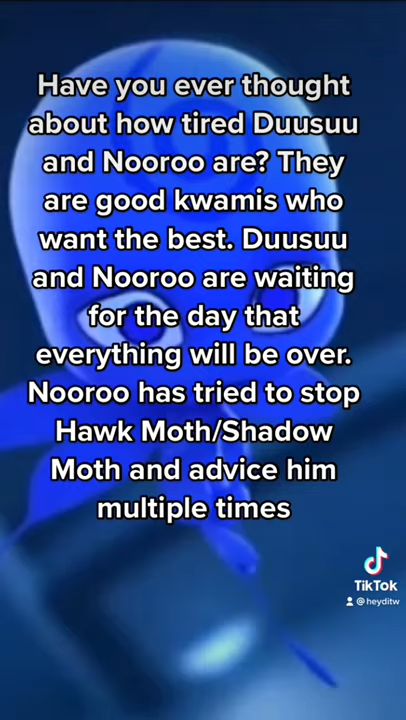 Have you ever thought
about how tired Duusuu
and Nooroo are? They
are good kwamis who
want the best. Duusuu
and Nooroo are waiting
for the day that
everything will be over.
Nooroo has tried to stop
Hawk Moth/Shadow
Moth and advice him
multiple times
TikTok
@heyditw